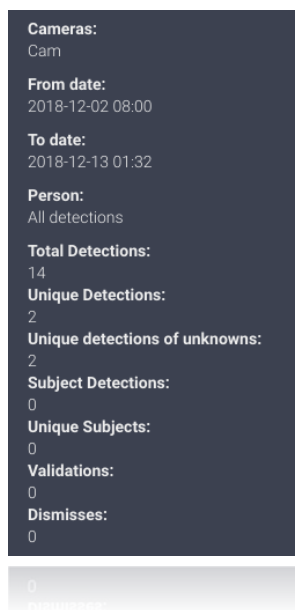 Cameras:
Cam
From date:
2018-12-02 08:00
To date:
2018-12-13 01:32
Person:
All detections
Total Detections:
14
Unique Detections:
2
Unique detections of unknowns:
2
Subject Detections:
0
Unique Subjects:
0
Validations:
0
Dismisses:
0